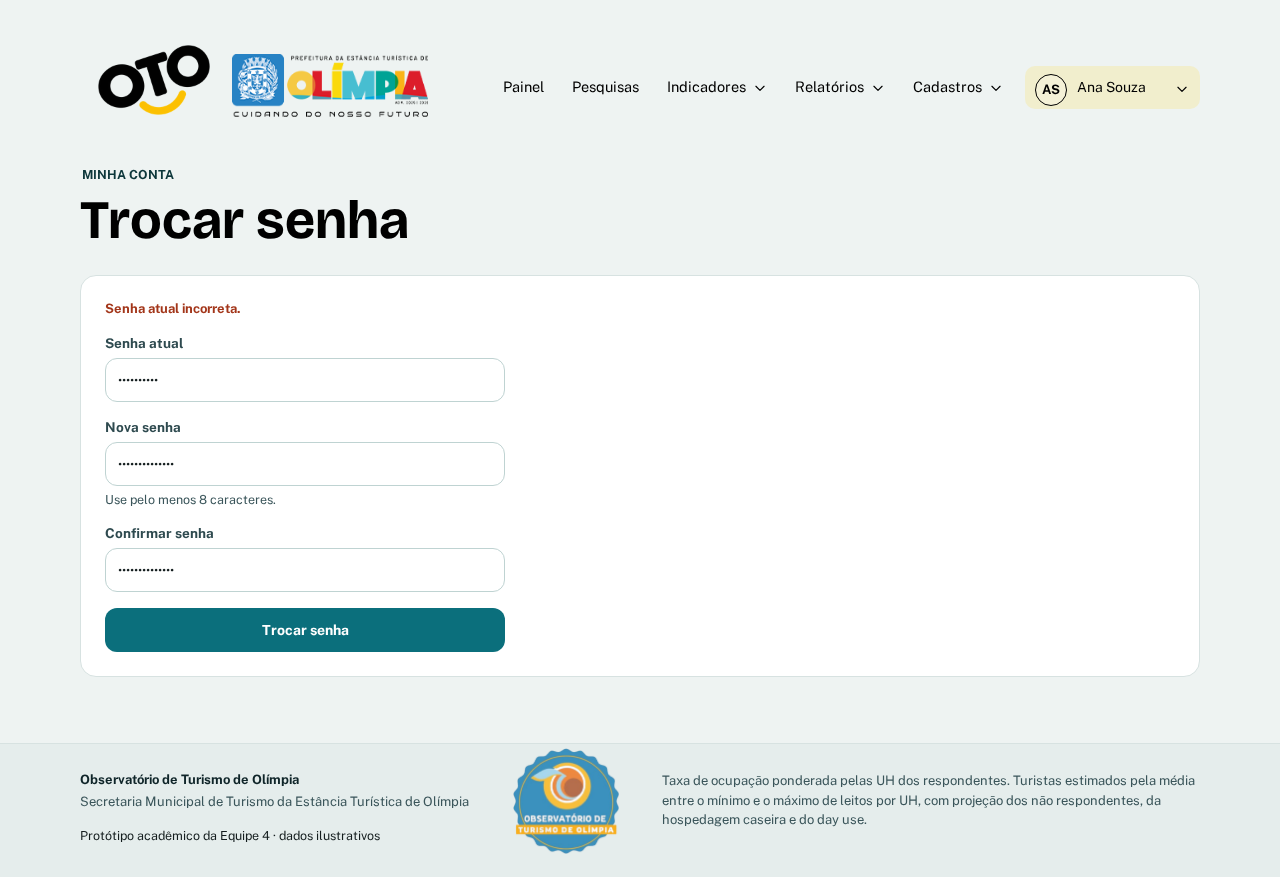 OTO
PREFEITURA DA ESTÂNCIA TURÍSTICA DE
OLÍMPIA
CUIDANDO DO NOSSO FUTURO
Painel
Pesquisas
Indicadores
Relatórios
Cadastros
AS
Ana Souza
MINHA CONTA
Trocar senha
Senha atual incorreta.
Senha atual
••••••••••
Nova senha
••••••••••••••
Use pelo menos 8 caracteres.
Confirmar senha
••••••••••••••
Trocar senha
Observatório de Turismo de Olímpia
Secretaria Municipal de Turismo da Estância Turística de Olímpia
Protótipo acadêmico da Equipe 4 · dados ilustrativos
OBSERVATÓRIO DE
TURISMO DE OLÍMPIA
Taxa de ocupação ponderada pelas UH dos respondentes. Turistas estimados pela média
entre o mínimo e o máximo de leitos por UH, com projeção dos não respondentes, da
hospedagem caseira e do day use.